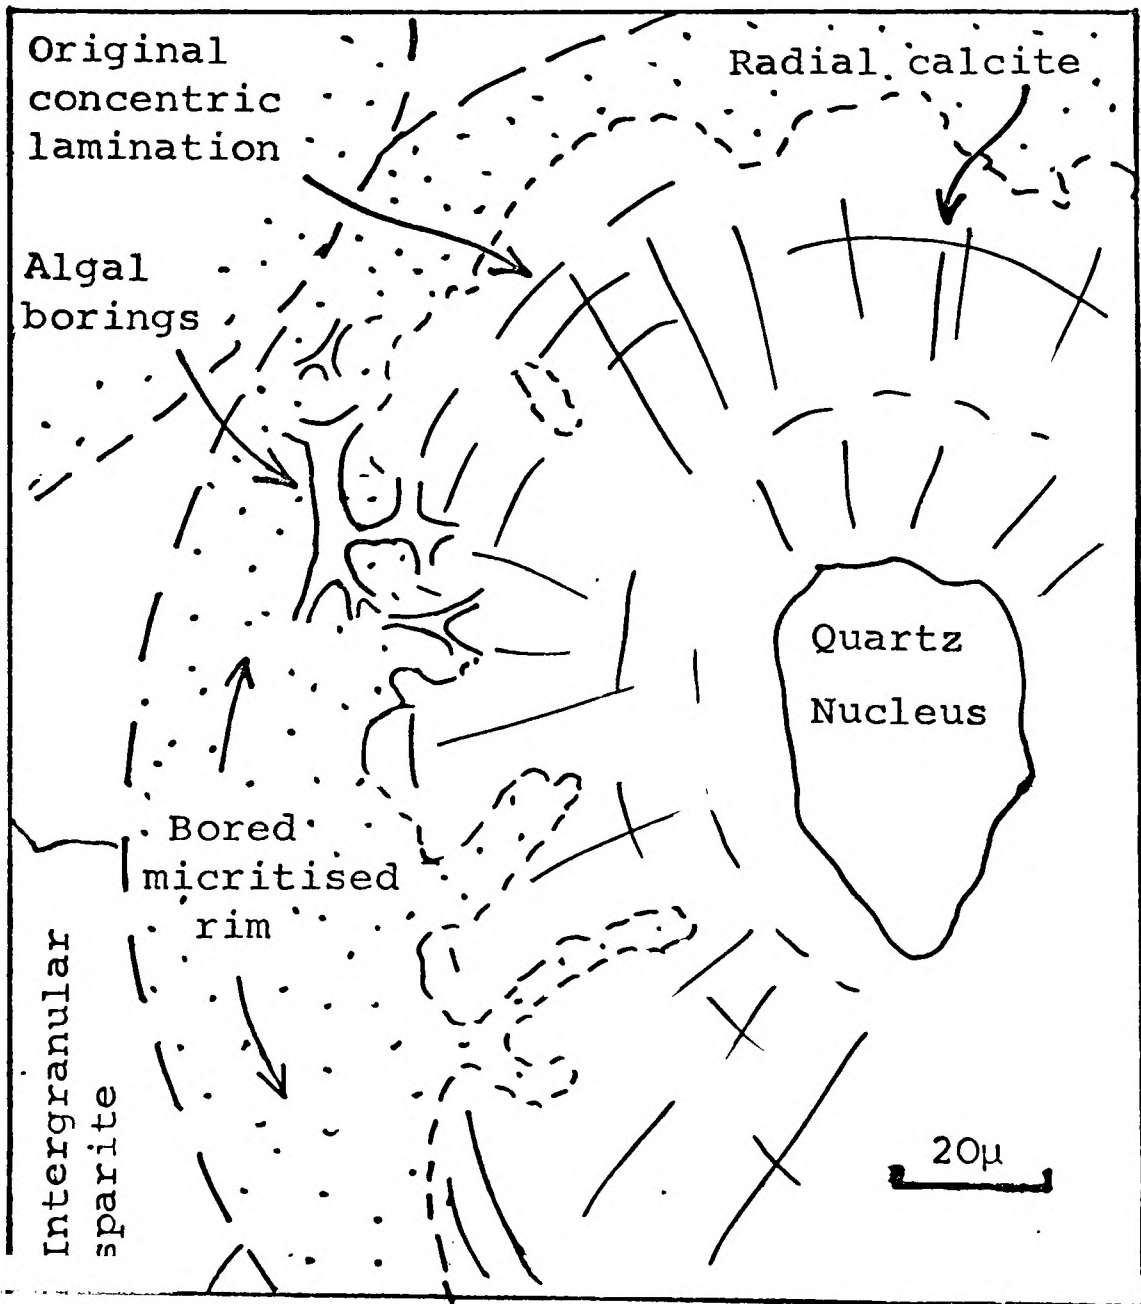 Original
concentric
lamination
Radial calcite
Algal
borings
Quartz
Nucleus
Bored
micritised
rim
Intergranular
sparite
20μ